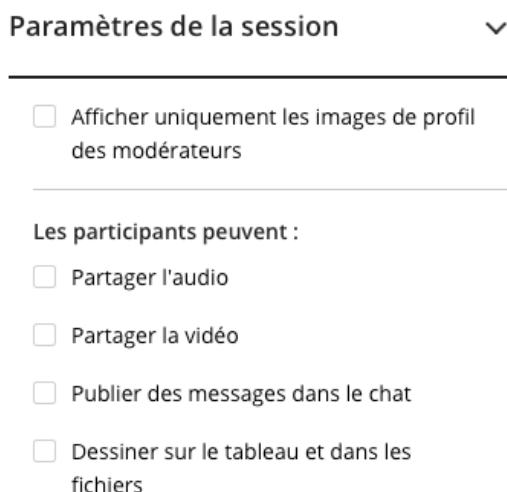 Paramètres de la session
Afficher uniquement les images de profil
des modérateurs
Les participants peuvent :
Partager l'audio
Partager la vidéo
Publier des messages dans le chat
Dessiner sur le tableau et dans les
fichiers